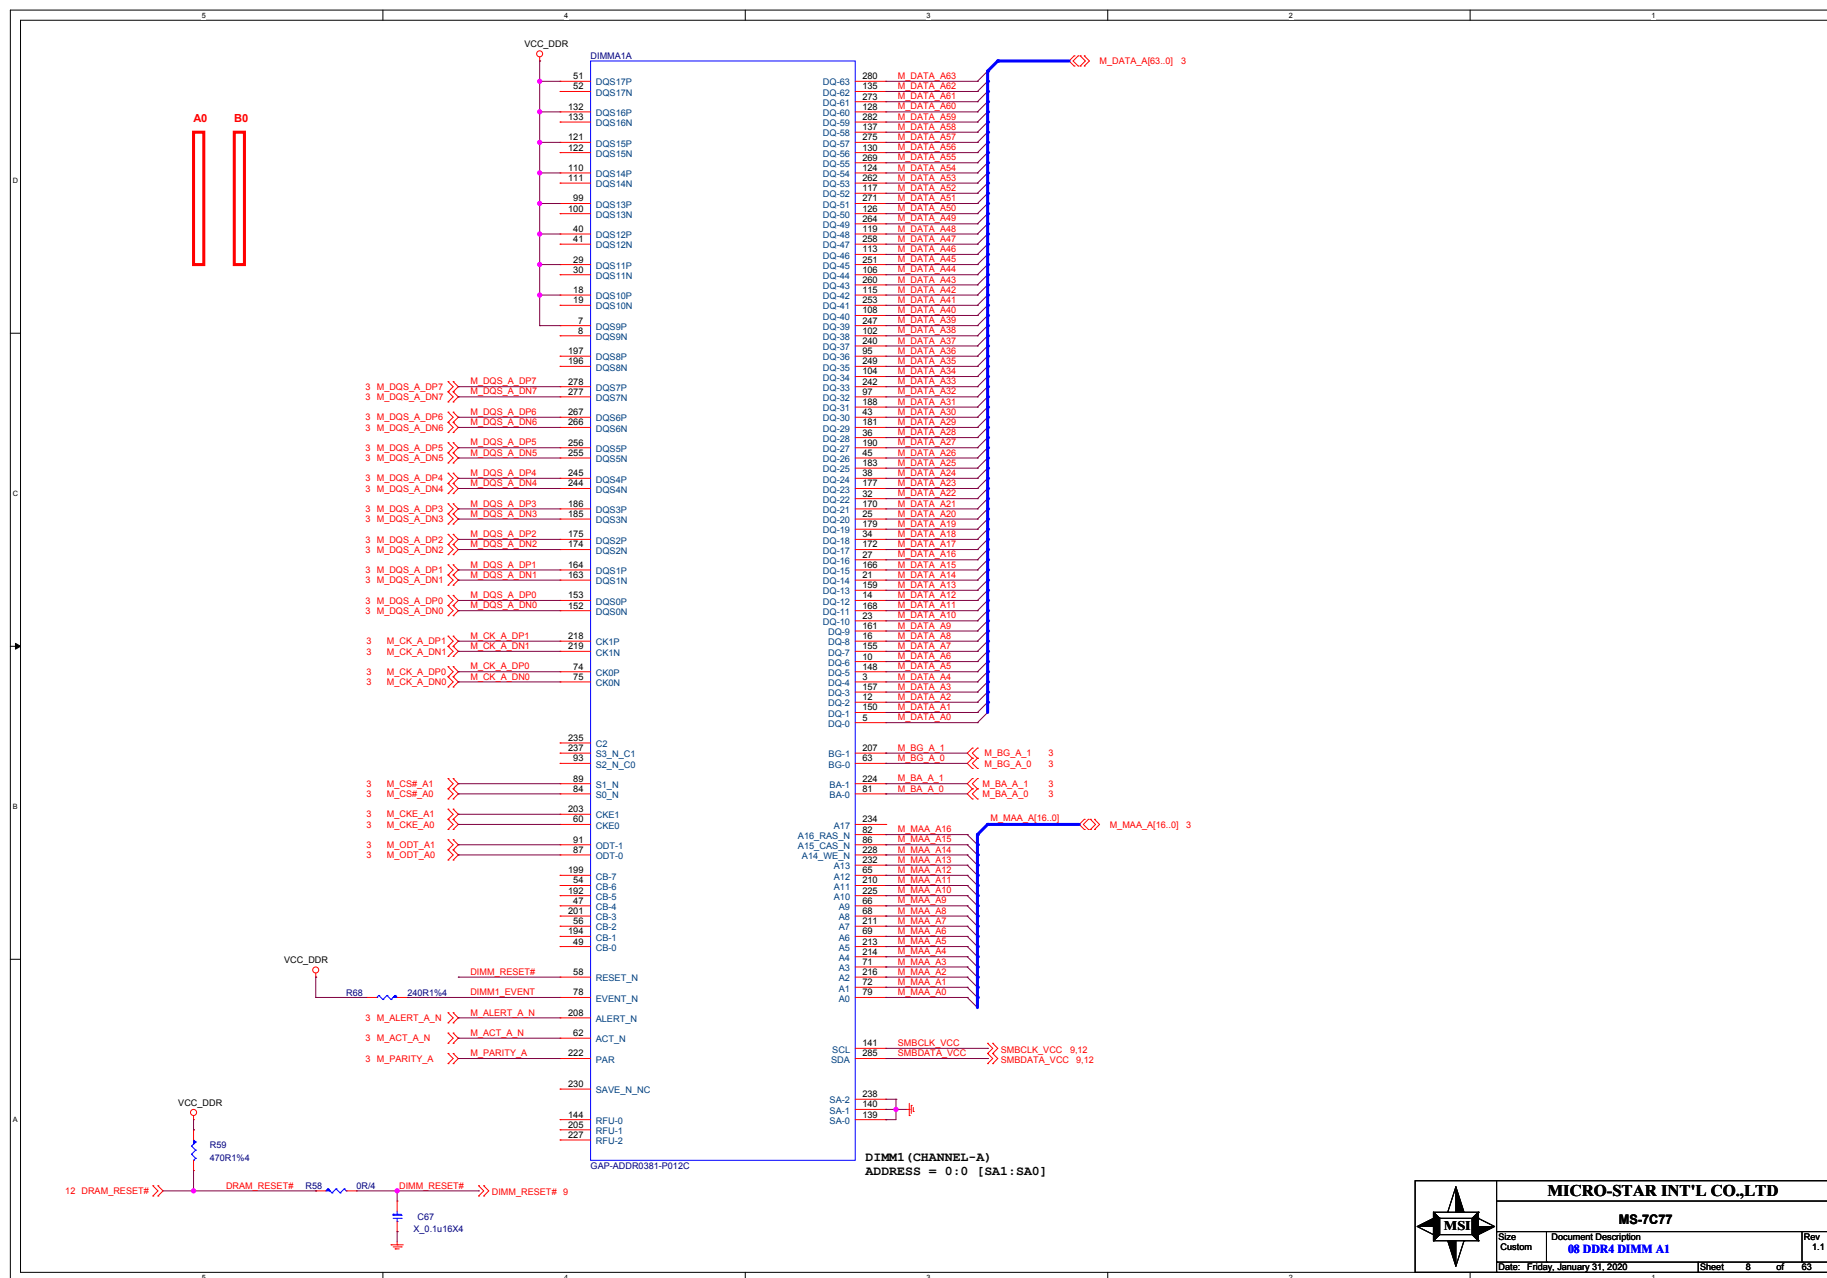 5 4 3 2 1
D
C
B
A
A0 B0
VCC_DDR
DIMMA1A
51 DQS17P
52 DQS17N
132 DQS16P
133 DQS16N
121 DQS15P
122 DQS15N
110 DQS14P
111 DQS14N
99 DQS13P
100 DQS13N
40 DQS12P
41 DQS12N
29 DQS11P
30 DQS11N
18 DQS10P
19 DQS10N
7 DQS9P
8 DQS9N
197 DQS8P
196 DQS8N
3 M_DQS_A_DP7 M_DQS_A_DP7 278 DQS7P
3 M_DQS_A_DN7 M_DQS_A_DN7 277 DQS7N
3 M_DQS_A_DP6 M_DQS_A_DP6 267 DQS6P
3 M_DQS_A_DN6 M_DQS_A_DN6 266 DQS6N
3 M_DQS_A_DP5 M_DQS_A_DP5 256 DQS5P
3 M_DQS_A_DN5 M_DQS_A_DN5 255 DQS5N
3 M_DQS_A_DP4 M_DQS_A_DP4 245 DQS4P
3 M_DQS_A_DN4 M_DQS_A_DN4 244 DQS4N
3 M_DQS_A_DP3 M_DQS_A_DP3 186 DQS3P
3 M_DQS_A_DN3 M_DQS_A_DN3 185 DQS3N
3 M_DQS_A_DP2 M_DQS_A_DP2 175 DQS2P
3 M_DQS_A_DN2 M_DQS_A_DN2 174 DQS2N
3 M_DQS_A_DP1 M_DQS_A_DP1 164 DQS1P
3 M_DQS_A_DN1 M_DQS_A_DN1 163 DQS1N
3 M_DQS_A_DP0 M_DQS_A_DP0 153 DQS0P
3 M_DQS_A_DN0 M_DQS_A_DN0 152 DQS0N
3 M_CK_A_DP1 M_CK_A_DP1 218 CK1P
3 M_CK_A_DN1 M_CK_A_DN1 219 CK1N
3 M_CK_A_DP0 M_CK_A_DP0 74 CK0P
3 M_CK_A_DN0 M_CK_A_DN0 75 CK0N
235 C2
237 S3_N_C1
93 S2_N_C0
3 M_CS#_A1 89 S1_N
3 M_CS#_A0 84 S0_N
3 M_CKE_A1 203 CKE1
3 M_CKE_A0 60 CKE0
3 M_ODT_A1 91 ODT-1
3 M_ODT_A0 87 ODT-0
199 CB-7
54 CB-6
192 CB-5
47 CB-4
201 CB-3
56 CB-2
194 CB-1
49 CB-0
VCC_DDR
DIMM_RESET# 58 RESET_N
R68 240R1%4 DIMM1_EVENT 78 EVENT_N
3 M_ALERT_A_N M_ALERT_A_N 208 ALERT_N
3 M_ACT_A_N M_ACT_A_N 62 ACT_N
3 M_PARITY_A M_PARITY_A 222 PAR
230 SAVE_N_NC
144 RFU-0
205 RFU-1
227 RFU-2
GAP-ADDR0381-P012C
M_DATA_A[63..0] 3
DQ-63 280 M_DATA_A63
DQ-62 135 M_DATA_A62
DQ-61 273 M_DATA_A61
DQ-60 128 M_DATA_A60
DQ-59 282 M_DATA_A59
DQ-58 137 M_DATA_A58
DQ-57 275 M_DATA_A57
DQ-56 130 M_DATA_A56
DQ-55 269 M_DATA_A55
DQ-54 124 M_DATA_A54
DQ-53 262 M_DATA_A53
DQ-52 117 M_DATA_A52
DQ-51 271 M_DATA_A51
DQ-50 126 M_DATA_A50
DQ-49 264 M_DATA_A49
DQ-48 119 M_DATA_A48
DQ-47 258 M_DATA_A47
DQ-46 113 M_DATA_A46
DQ-45 251 M_DATA_A45
DQ-44 106 M_DATA_A44
DQ-43 260 M_DATA_A43
DQ-42 115 M_DATA_A42
DQ-41 253 M_DATA_A41
DQ-40 108 M_DATA_A40
DQ-39 247 M_DATA_A39
DQ-38 102 M_DATA_A38
DQ-37 240 M_DATA_A37
DQ-36 95 M_DATA_A36
DQ-35 249 M_DATA_A35
DQ-34 104 M_DATA_A34
DQ-33 242 M_DATA_A33
DQ-32 97 M_DATA_A32
DQ-31 188 M_DATA_A31
DQ-30 43 M_DATA_A30
DQ-29 181 M_DATA_A29
DQ-28 36 M_DATA_A28
DQ-27 190 M_DATA_A27
DQ-26 45 M_DATA_A26
DQ-25 183 M_DATA_A25
DQ-24 38 M_DATA_A24
DQ-23 177 M_DATA_A23
DQ-22 32 M_DATA_A22
DQ-21 170 M_DATA_A21
DQ-20 25 M_DATA_A20
DQ-19 179 M_DATA_A19
DQ-18 34 M_DATA_A18
DQ-17 172 M_DATA_A17
DQ-16 27 M_DATA_A16
DQ-15 166 M_DATA_A15
DQ-14 21 M_DATA_A14
DQ-13 159 M_DATA_A13
DQ-12 14 M_DATA_A12
DQ-11 168 M_DATA_A11
DQ-10 23 M_DATA_A10
DQ-9 161 M_DATA_A9
DQ-8 16 M_DATA_A8
DQ-7 155 M_DATA_A7
DQ-6 10 M_DATA_A6
DQ-5 148 M_DATA_A5
DQ-4 3 M_DATA_A4
DQ-3 157 M_DATA_A3
DQ-2 12 M_DATA_A2
DQ-1 150 M_DATA_A1
DQ-0 5 M_DATA_A0
BG-1 207 M_BG_A_1 M_BG_A_1 3
BG-0 63 M_BG_A_0 M_BG_A_0 3
BA-1 224 M_BA_A_1 M_BA_A_1 3
BA-0 81 M_BA_A_0 M_BA_A_0 3
M_MAA_A[16..0] M_MAA_A[16..0] 3
A17 234
A16_RAS_N 82 M_MAA_A16
A15_CAS_N 86 M_MAA_A15
A14_WE_N 228 M_MAA_A14
A13 232 M_MAA_A13
A12 65 M_MAA_A12
A11 210 M_MAA_A11
A10 225 M_MAA_A10
A9 66 M_MAA_A9
A8 68 M_MAA_A8
A7 211 M_MAA_A7
A6 69 M_MAA_A6
A5 213 M_MAA_A5
A4 214 M_MAA_A4
A3 71 M_MAA_A3
A2 216 M_MAA_A2
A1 72 M_MAA_A1
A0 79 M_MAA_A0
SCL 141 SMBCLK_VCC SMBCLK_VCC 9,12
SDA 285 SMBDATA_VCC SMBDATA_VCC 9,12
SA-2 238
SA-1 140
SA-0 139
DIMM1(CHANNEL-A)
ADDRESS = 0:0 [SA1:SA0]
VCC_DDR
R59
470R1%4
12 DRAM_RESET# DRAM_RESET# R58 0R/4 DIMM_RESET# DIMM_RESET# 9
C67
X_0.1u16X4
MSI
MICRO-STAR INT'L CO.,LTD
MS-7C77
Size Custom
Document Description
08 DDR4 DIMM A1
Rev 1.1
Date: Friday, January 31, 2020 Sheet 8 of 63
D
C
B
A
5 4 3 2 1